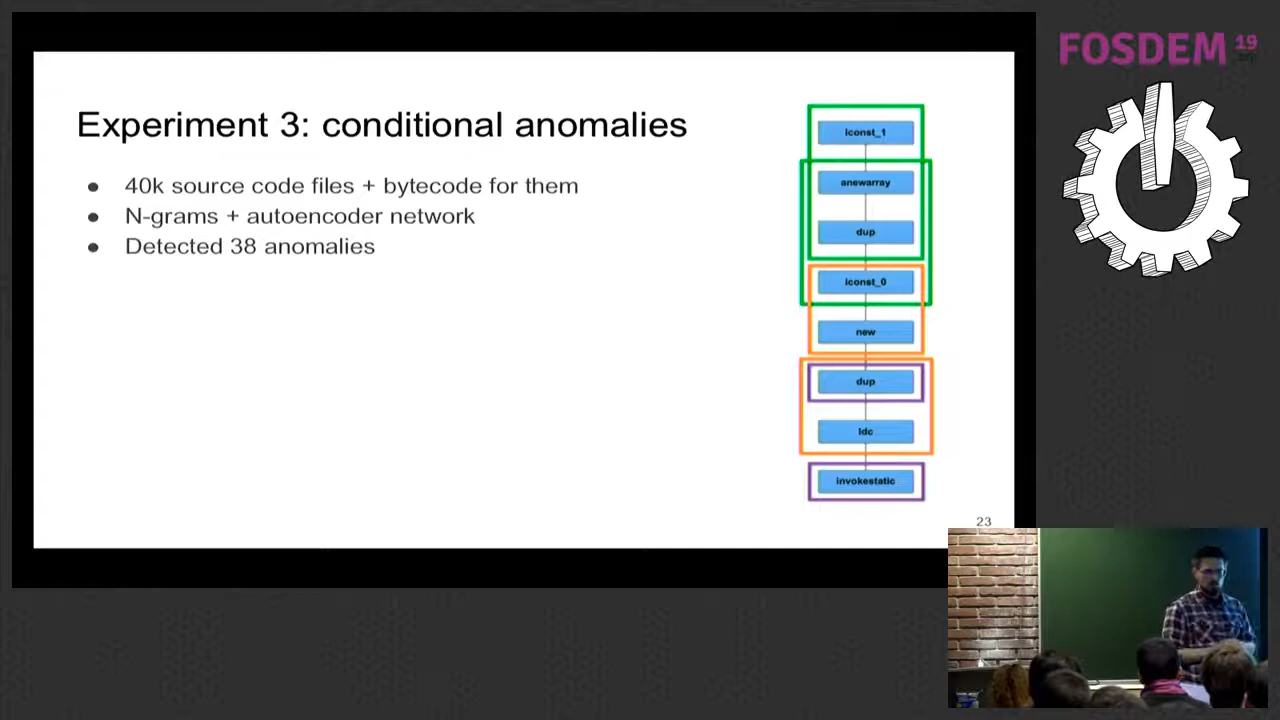 FOSDEM 19
Experiment 3: conditional anomalies
● 40k source code files + bytecode for them
● N-grams + autoencoder network
● Detected 38 anomalies
iconst_1
anewarray
dup
iconst_0
new
dup
ldc
invokestatic
23